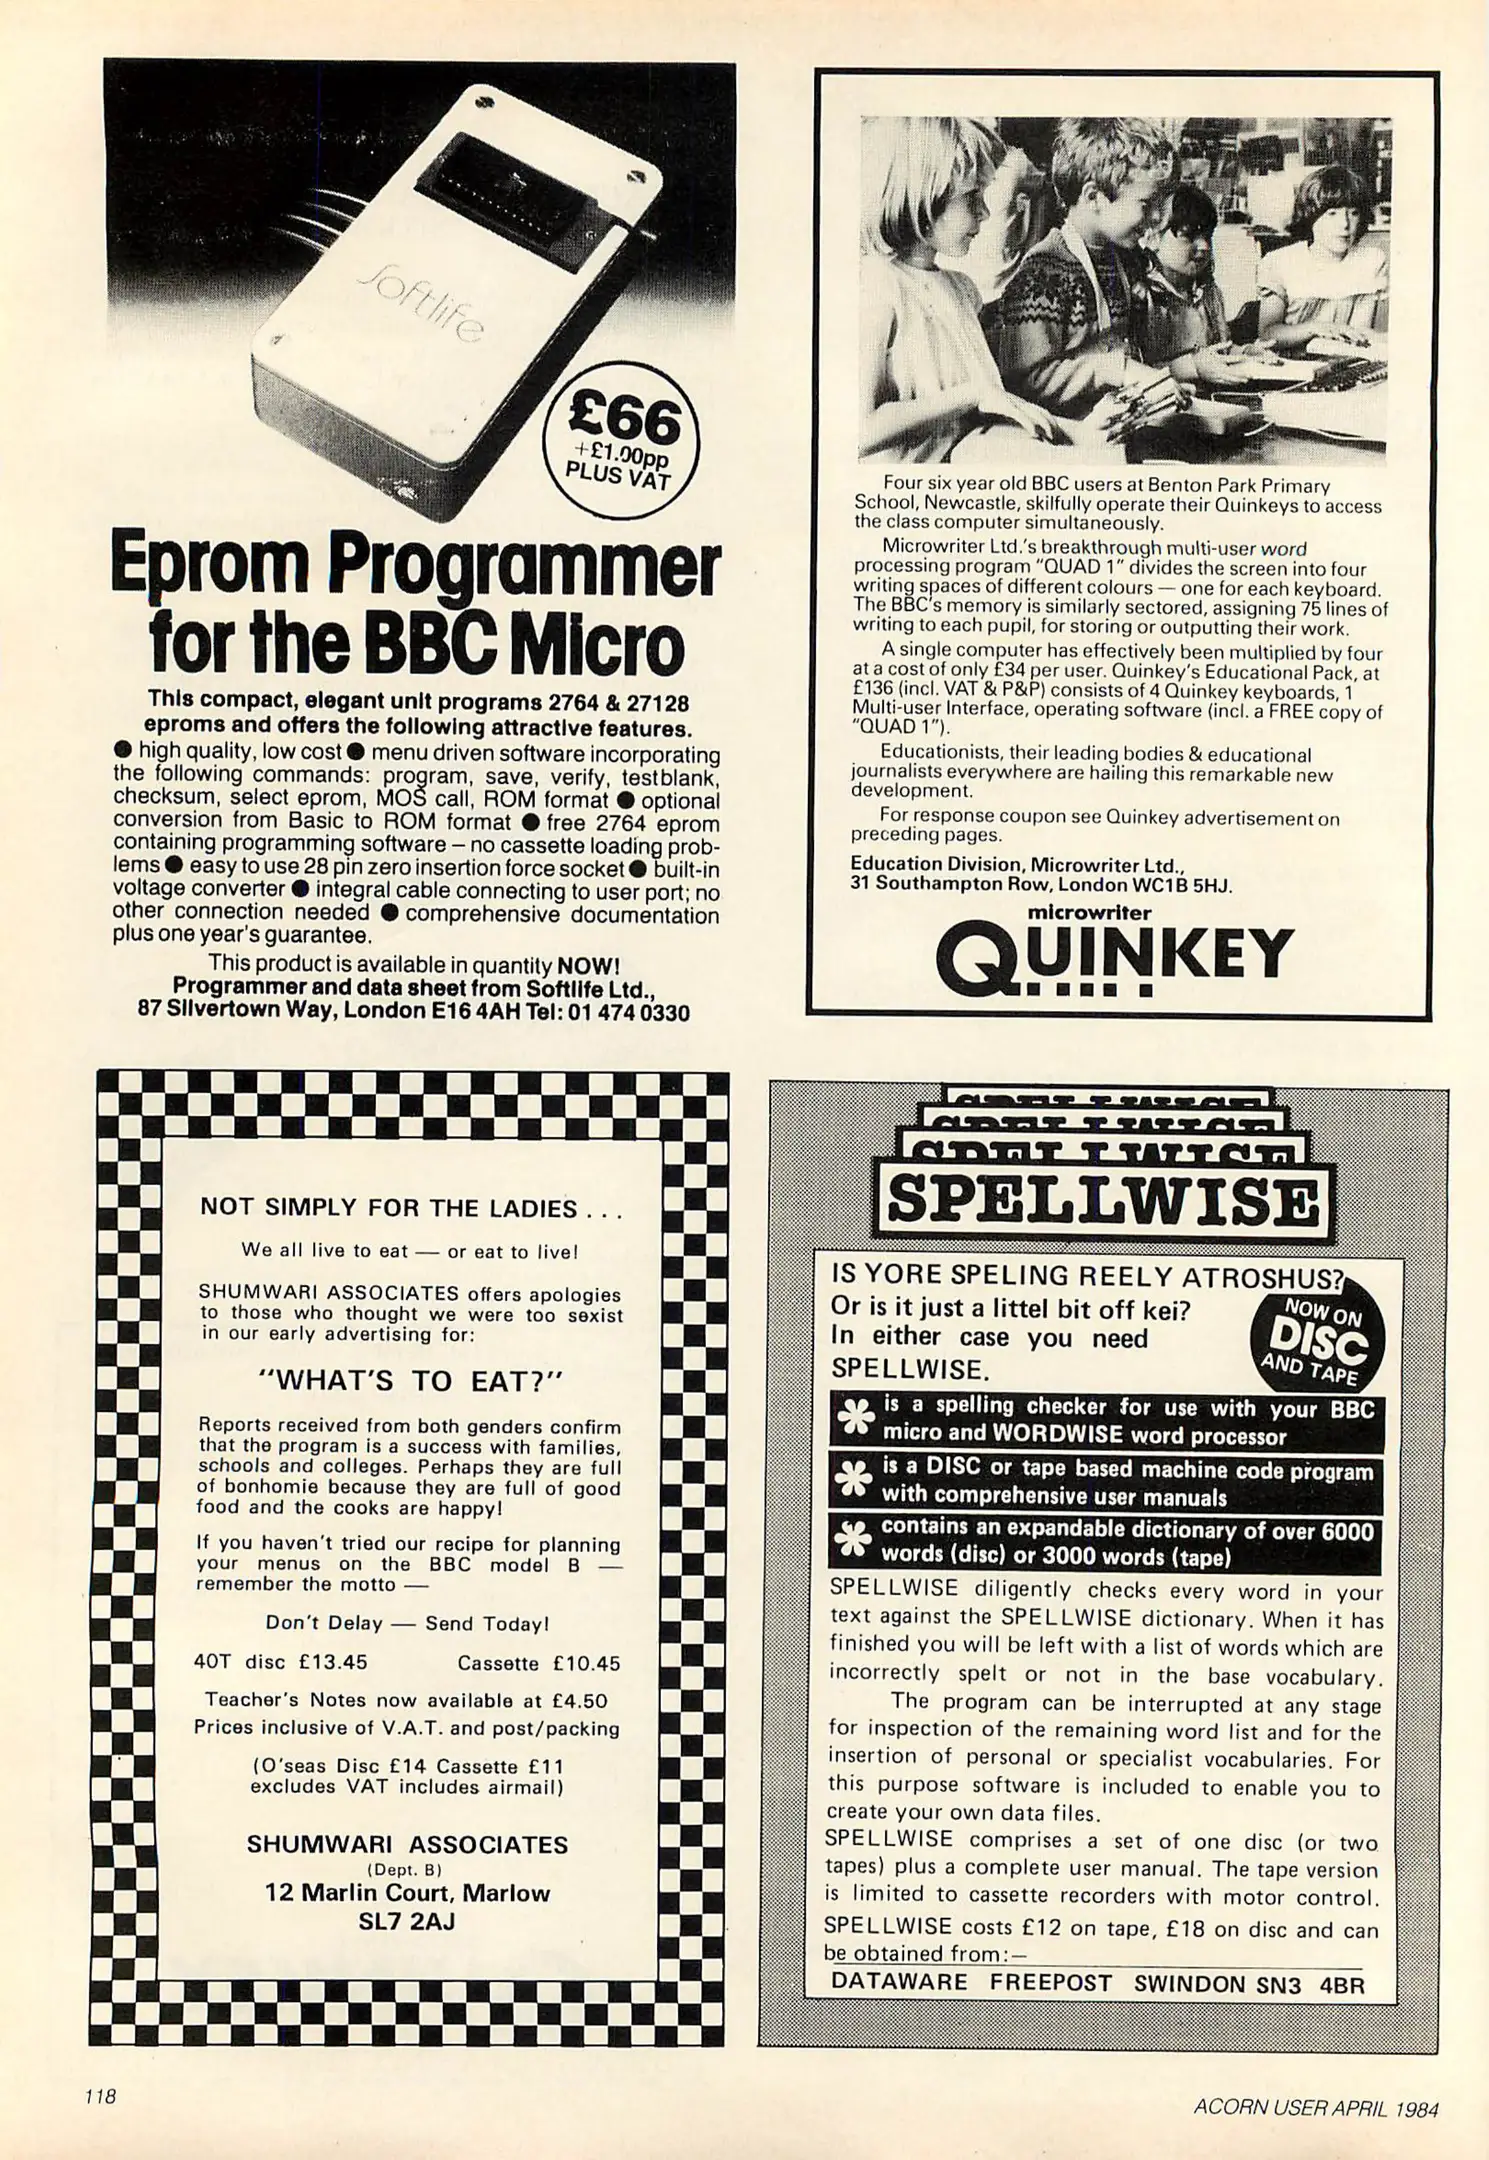 Softlife
£66
+£1.00pp
PLUS VAT
Eprom Programmer
for the BBC Micro
This compact, elegant unit programs 2764 & 27128
eproms and offers the following attractive features.
● high quality, low cost ● menu driven software incorporating
the following commands: program, save, verify, testblank,
checksum, select eprom, MOS call, ROM format ● optional
conversion from Basic to ROM format ● free 2764 eprom
containing programming software – no cassette loading prob-
lems ● easy to use 28 pin zero insertion force socket ● built-in
voltage converter ● integral cable connecting to user port; no
other connection needed ● comprehensive documentation
plus one year's guarantee.
This product is available in quantity NOW!
Programmer and data sheet from Softlife Ltd.,
87 Silvertown Way, London E16 4AH Tel: 01 474 0330
Four six year old BBC users at Benton Park Primary
School, Newcastle, skilfully operate their Quinkeys to access
the class computer simultaneously.
Microwriter Ltd.'s breakthrough multi-user word
processing program "QUAD 1" divides the screen into four
writing spaces of different colours — one for each keyboard.
The BBC's memory is similarly sectored, assigning 75 lines of
writing to each pupil, for storing or outputting their work.
A single computer has effectively been multiplied by four
at a cost of only £34 per user. Quinkey's Educational Pack, at
£136 (incl. VAT & P&P) consists of 4 Quinkey keyboards, 1
Multi-user Interface, operating software (incl. a FREE copy of
"QUAD 1").
Educationists, their leading bodies & educational
journalists everywhere are hailing this remarkable new
development.
For response coupon see Quinkey advertisement on
preceding pages.
Education Division, Microwriter Ltd.,
31 Southampton Row, London WC1B 5HJ.
microwriter
QUINKEY
NOT SIMPLY FOR THE LADIES . . .
We all live to eat — or eat to live!
SHUMWARI ASSOCIATES offers apologies
to those who thought we were too sexist
in our early advertising for:
"WHAT'S TO EAT?"
Reports received from both genders confirm
that the program is a success with families,
schools and colleges. Perhaps they are full
of bonhomie because they are full of good
food and the cooks are happy!
If you haven't tried our recipe for planning
your menus on the BBC model B —
remember the motto —
Don't Delay — Send Today!
40T disc £13.45 Cassette £10.45
Teacher's Notes now available at £4.50
Prices inclusive of V.A.T. and post/packing
(O'seas Disc £14 Cassette £11
excludes VAT includes airmail)
SHUMWARI ASSOCIATES
(Dept. B)
12 Marlin Court, Marlow
SL7 2AJ
SPELLWISE
SPELLWISE
SPELLWISE
SPELLWISE
IS YORE SPELING REELY ATROSHUS?
Or is it just a littel bit off kei?
In either case you need
SPELLWISE.
NOW ON
DISC
AND TAPE
* is a spelling checker for use with your BBC
micro and WORDWISE word processor
* is a DISC or tape based machine code program
with comprehensive user manuals
* contains an expandable dictionary of over 6000
words (disc) or 3000 words (tape)
SPELLWISE diligently checks every word in your
text against the SPELLWISE dictionary. When it has
finished you will be left with a list of words which are
incorrectly spelt or not in the base vocabulary.
The program can be interrupted at any stage
for inspection of the remaining word list and for the
insertion of personal or specialist vocabularies. For
this purpose software is included to enable you to
create your own data files.
SPELLWISE comprises a set of one disc (or two
tapes) plus a complete user manual. The tape version
is limited to cassette recorders with motor control.
SPELLWISE costs £12 on tape, £18 on disc and can
be obtained from:—
DATAWARE FREEPOST SWINDON SN3 4BR
118
ACORN USER APRIL 1984